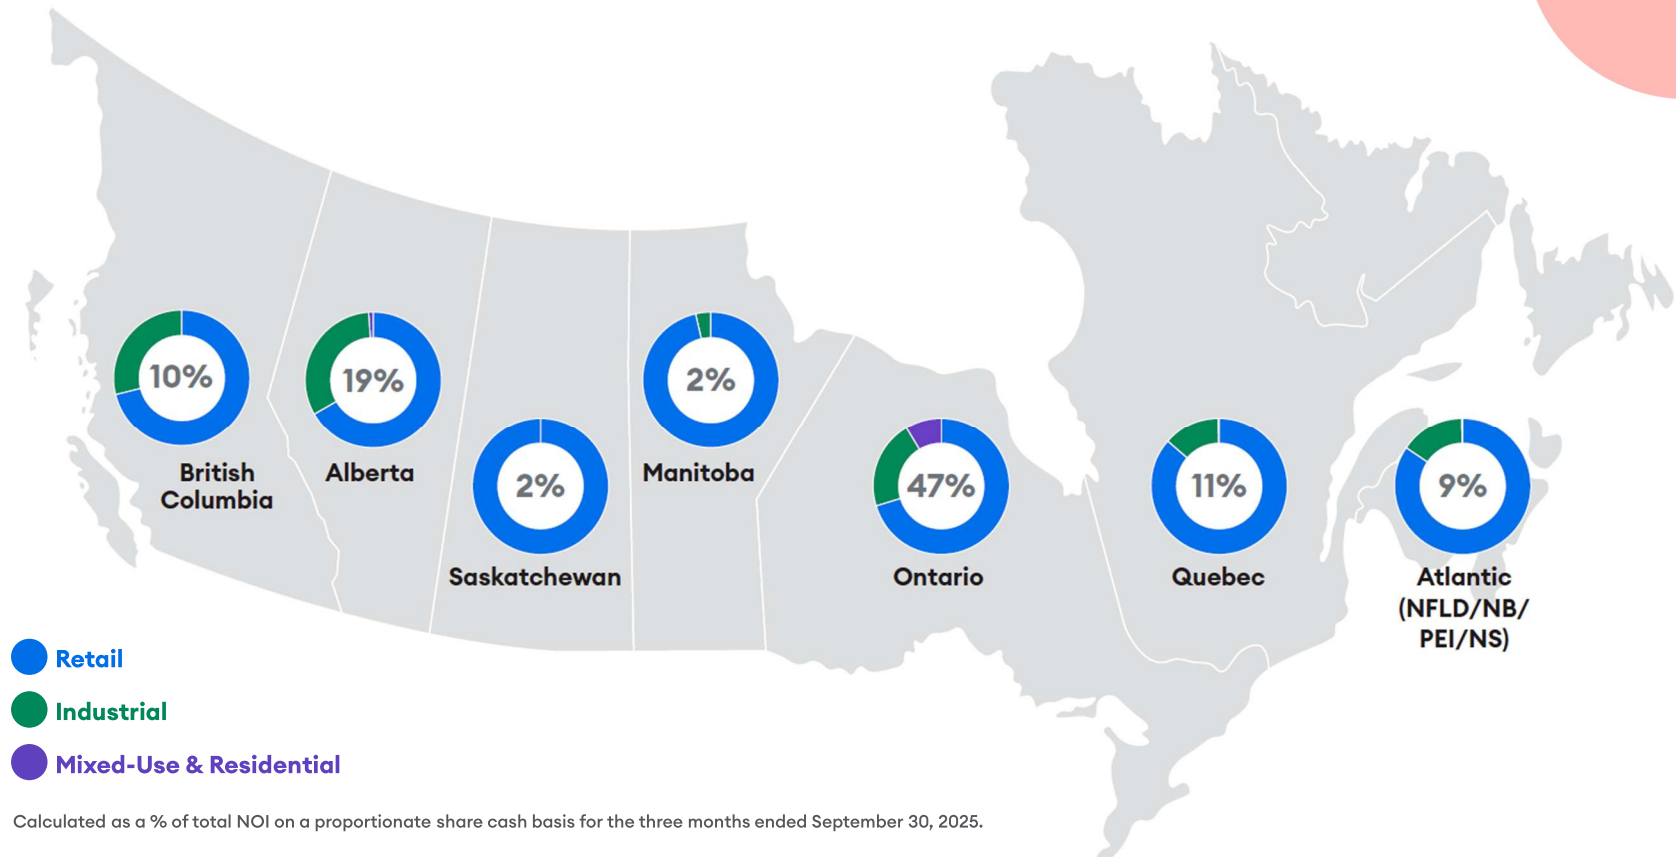 10%
British
Columbia
19%
Alberta
2%
Saskatchewan
2%
Manitoba
47%
Ontario
11%
Quebec
9%
Atlantic
(NFLD/NB/
PEI/NS)
Retail
Industrial
Mixed-Use & Residential
Calculated as a % of total NOI on a proportionate share cash basis for the three months ended September 30, 2025.